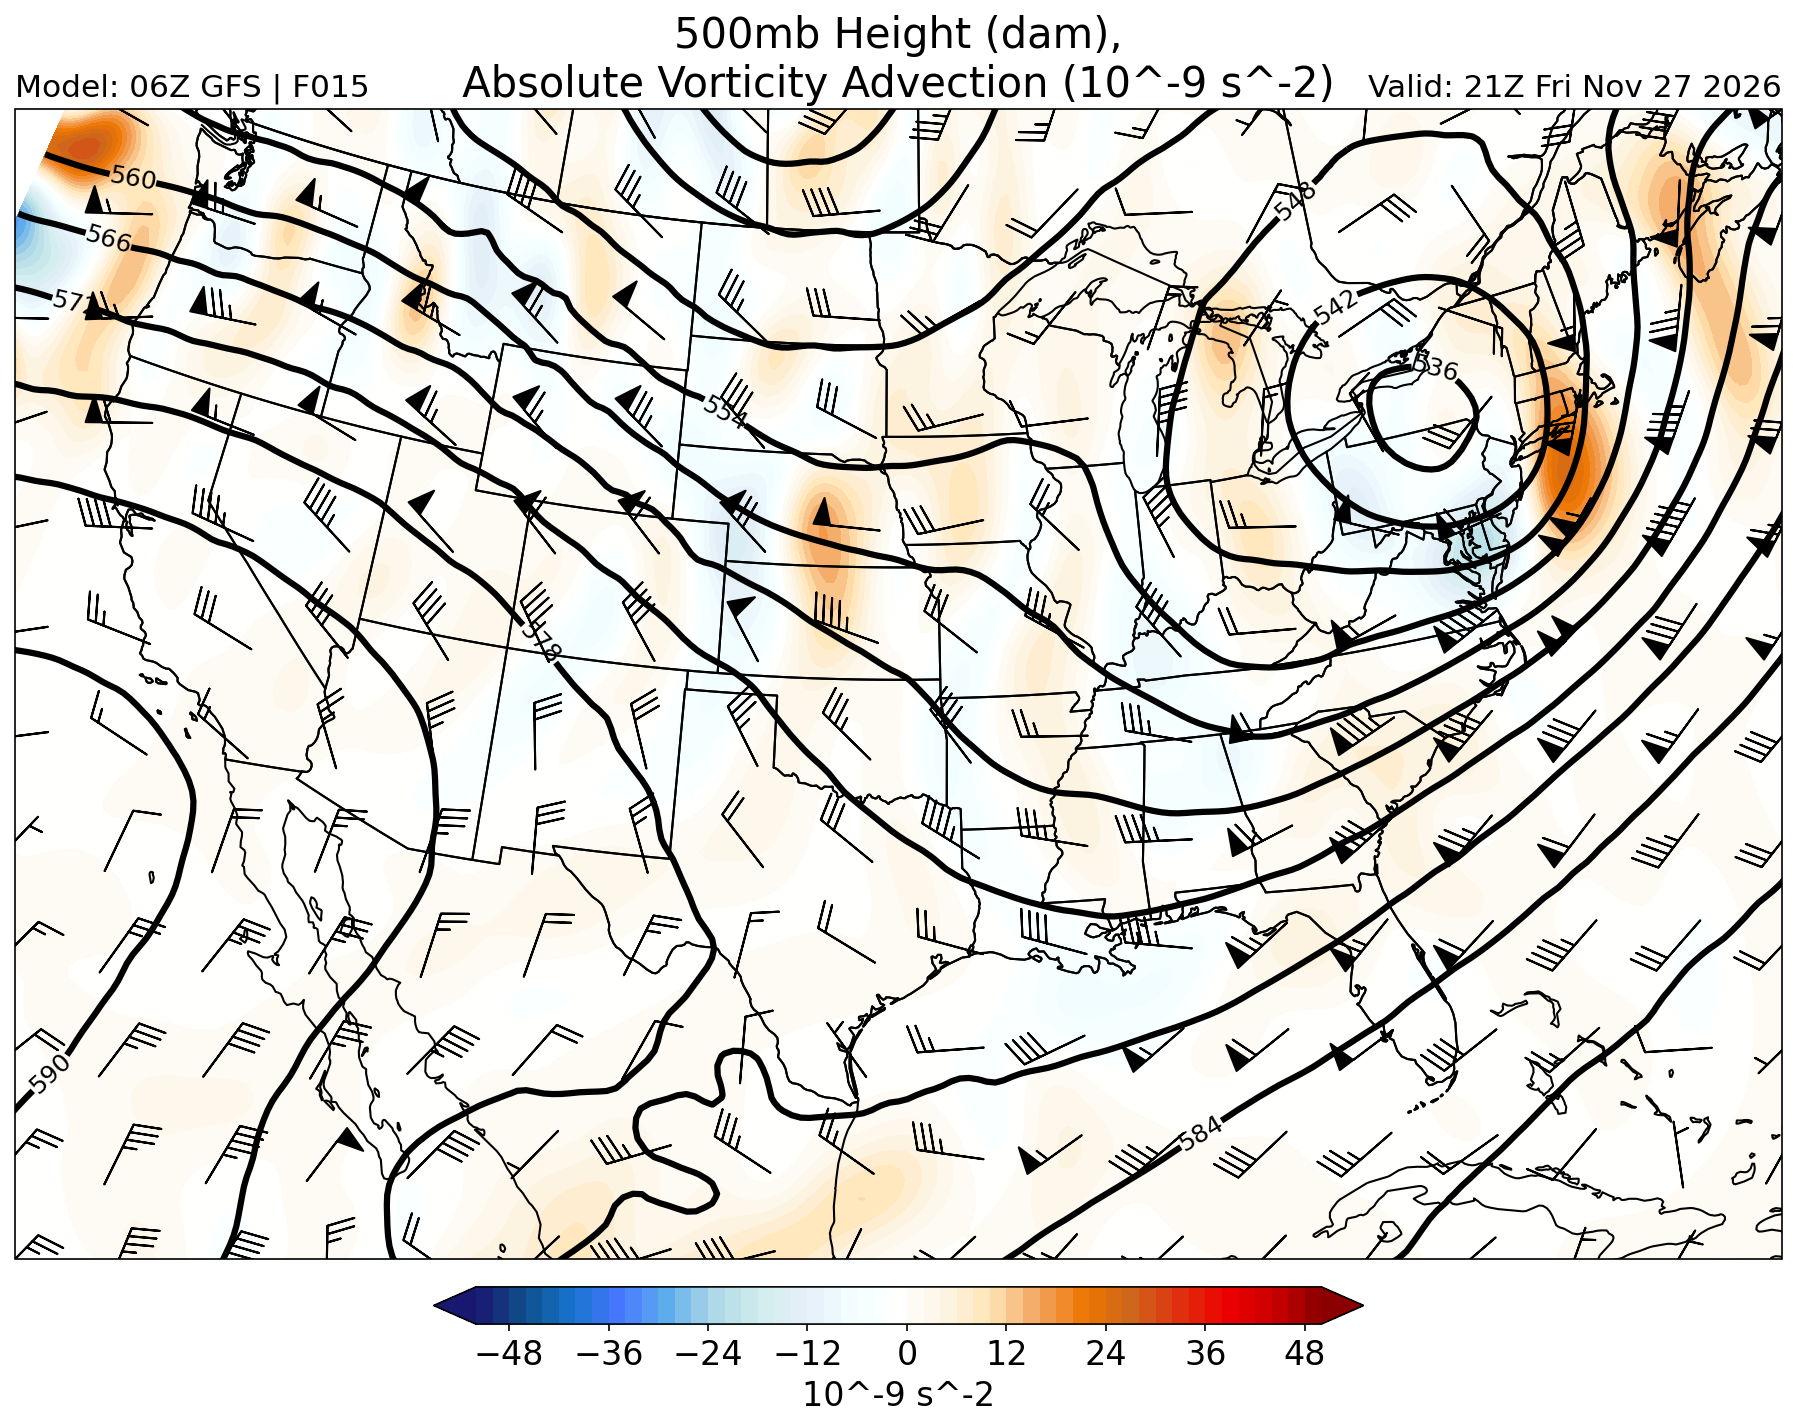 500mb Height (dam),
Model: 06Z GFS | F015
Absolute Vorticity Advection (10^-9 s^-2)
Valid: 21Z Fri Nov 27 2026
560
566
572
548
542
536
554
578
590
584
−48 −36 −24 −12 0 12 24 36 48
10^-9 s^-2